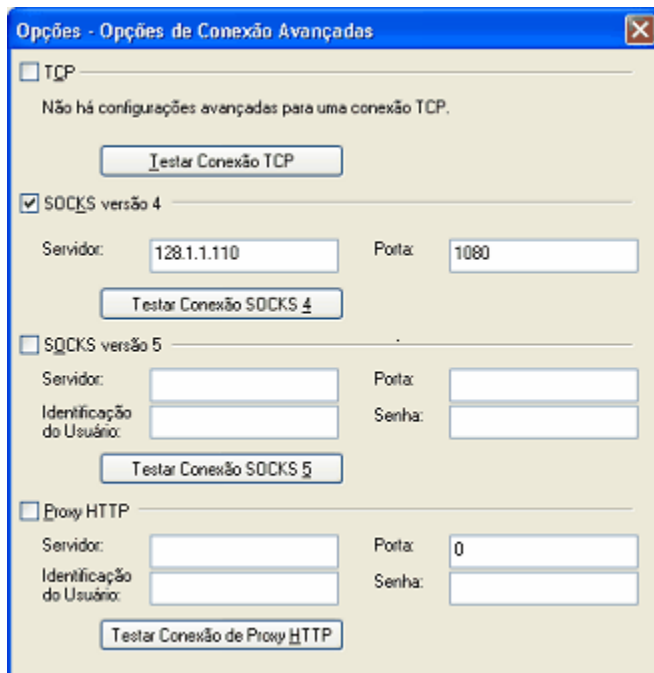 Opções - Opções de Conexão Avançadas
TCP
Não há configurações avançadas para uma conexão TCP.
Testar Conexão TCP
SOCKS versão 4
Servidor: 128.1.1.110 Porta: 1080
Testar Conexão SOCKS 4
SOCKS versão 5
Servidor: Porta:
Identificação
do Usuário: Senha:
Testar Conexão SOCKS 5
Proxy HTTP
Servidor: Porta: 0
Identificação
do Usuário: Senha:
Testar Conexão de Proxy HTTP